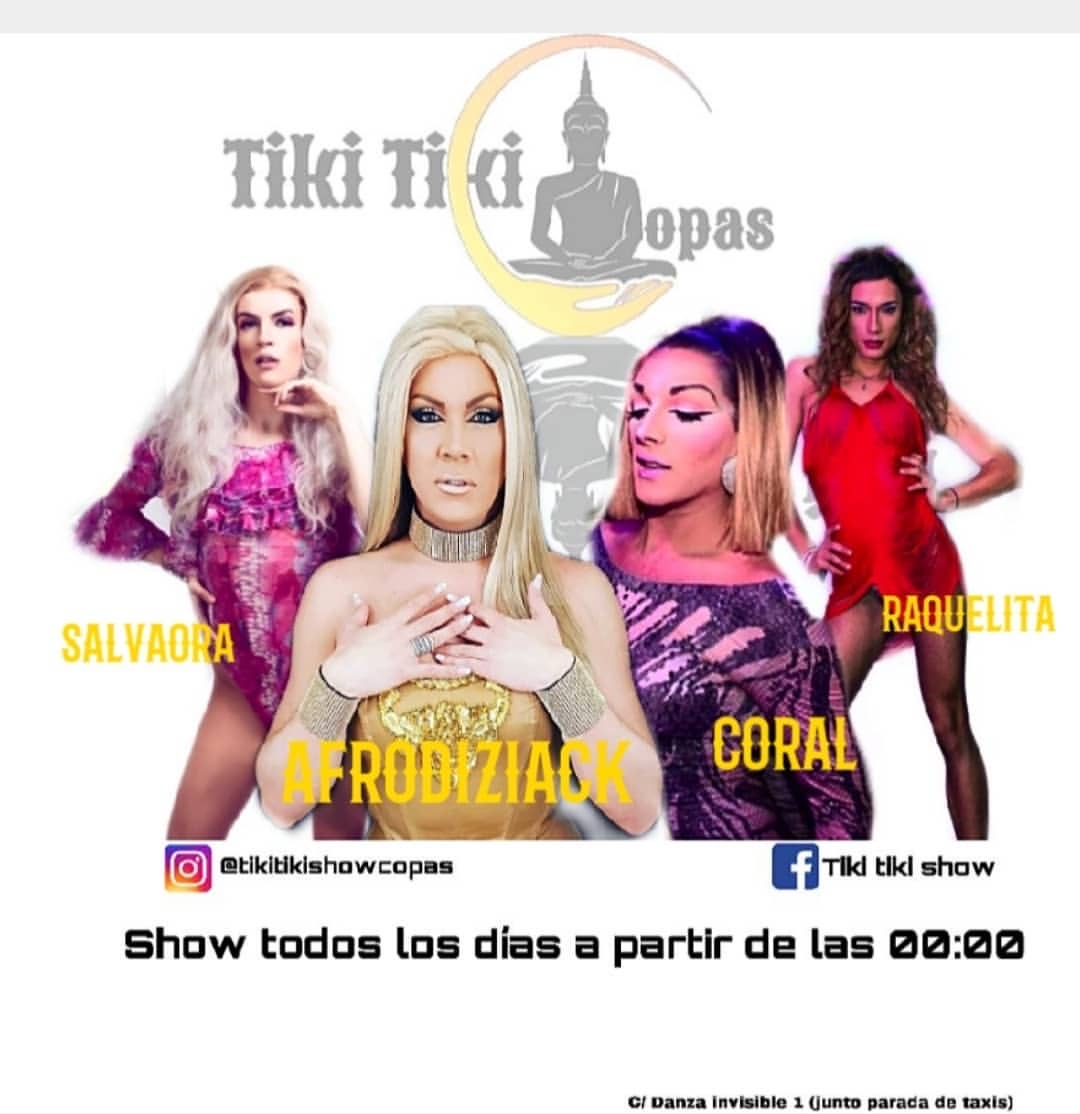 Tiki Tiki
Copas
SALVAORA
AFRODIZIACK
CORAL
RAQUELITA
@tikitikishowcopas
Tiki tiki show
Show todos los días a partir de las 00:00
C/ Danza invisible 1 (junto parada de taxis)